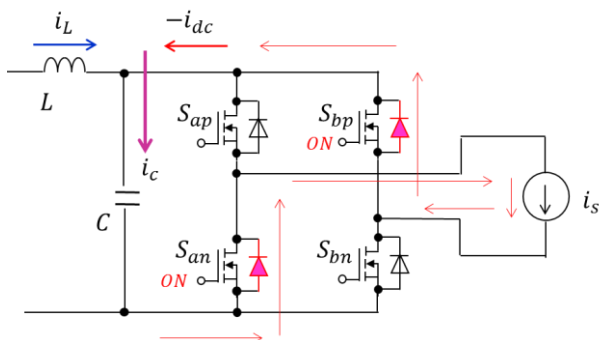 i_L
−i_dc
L
S_ap
S_bp
ON
i_c
i_s
C
S_an
S_bn
ON